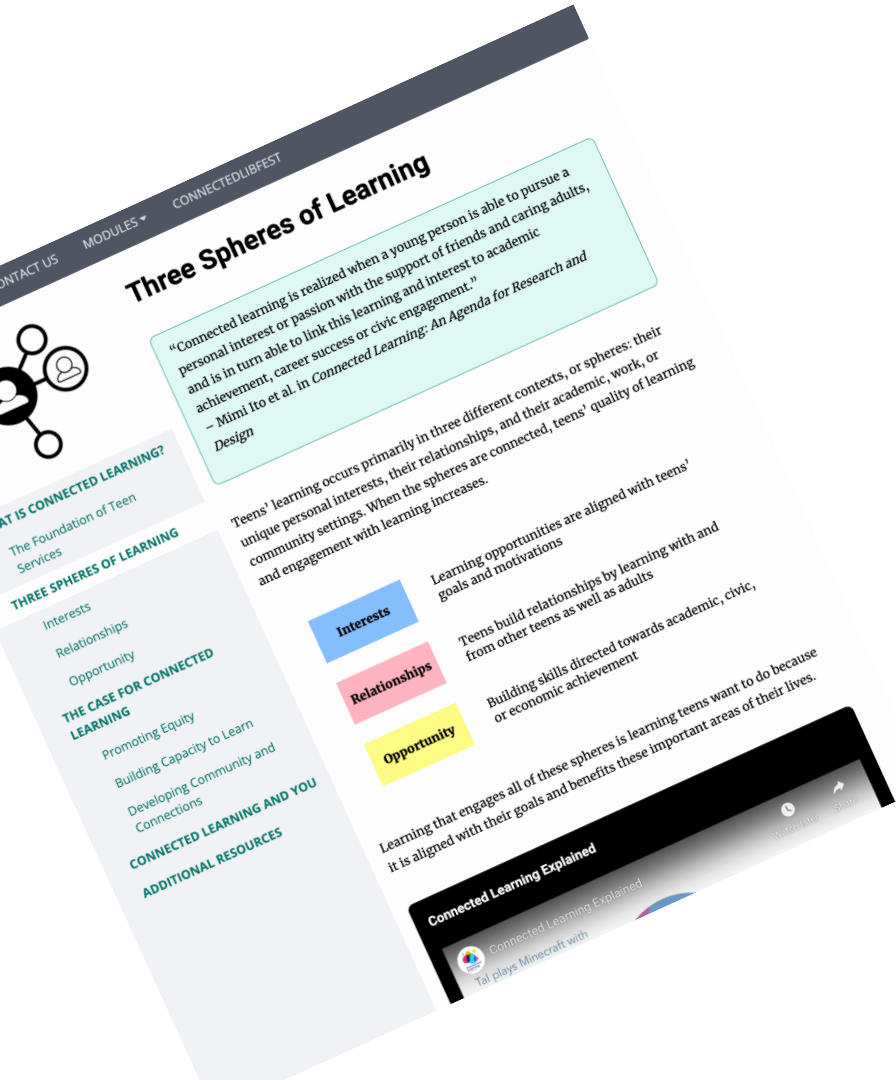 ONTACT US
MODULES
CONNECTEDLIBFEST
Three Spheres of Learning
“Connected learning is realized when a young person is able to pursue a
personal interest or passion with the support of friends and caring adults,
and is in turn able to link this learning and interest to academic
achievement, career success or civic engagement.”
– Mimi Ito et al. in Connected Learning: An Agenda for Research and
Design
AT IS CONNECTED LEARNING?
The Foundation of Teen
Services
THREE SPHERES OF LEARNING
Interests
Relationships
Opportunity
THE CASE FOR CONNECTED
LEARNING
Promoting Equity
Building Capacity to Learn
Developing Community and
Connections
CONNECTED LEARNING AND YOU
ADDITIONAL RESOURCES
Teens’ learning occurs primarily in three different contexts, or spheres: their
unique personal interests, their relationships, and their academic, work, or
community settings. When the spheres are connected, teens’ quality of learning
and engagement with learning increases.
Interests
Learning opportunities are aligned with teens’
goals and motivations
Relationships
Teens build relationships by learning with and
from other teens as well as adults
Opportunity
Building skills directed towards academic, civic,
or economic achievement
Learning that engages all of these spheres is learning teens want to do because
it is aligned with their goals and benefits these important areas of their lives.
Connected Learning Explained
Connected Learning Explained
Watch later
Share
Tal plays Minecraft with